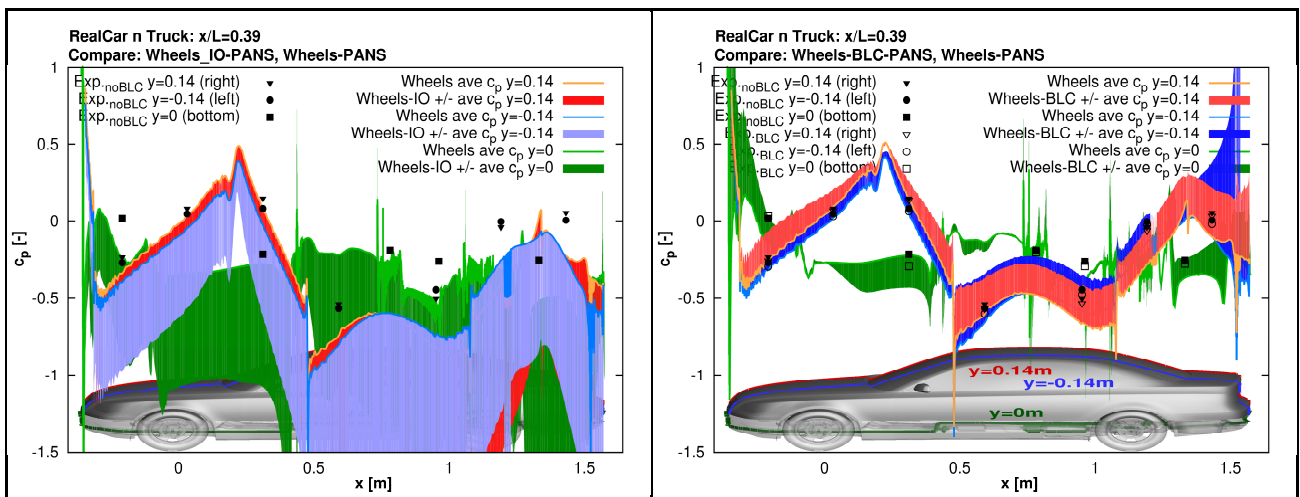 RealCar n Truck: x/L=0.39
Compare: Wheels_IO-PANS, Wheels-PANS
Exp.noBLC y=0.14 (right)
Exp.noBLC y=-0.14 (left)
Exp.noBLC y=0 (bottom)
Wheels ave cp y=0.14
Wheels-IO +/- ave cp y=0.14
Wheels ave cp y=-0.14
Wheels-IO +/- ave cp y=-0.14
Wheels ave cp y=0
Wheels-IO +/- ave cp y=0
1
0.5
0
-0.5
-1
-1.5
cp [-]
0
0.5
1
1.5
x [m]
RealCar n Truck: x/L=0.39
Compare: Wheels-BLC-PANS, Wheels-PANS
Exp.noBLC y=0.14 (right)
Exp.noBLC y=-0.14 (left)
Exp.noBLC y=0 (bottom)
Exp.BLC y=0.14 (right)
Exp.BLC y=-0.14 (left)
Exp.BLC y=0 (bottom)
Wheels ave cp y=0.14
Wheels-BLC +/- ave cp y=0.14
Wheels ave cp y=-0.14
Wheels-BLC +/- ave cp y=-0.14
Wheels ave cp y=0
Wheels-BLC +/- ave cp y=0
1
0.5
0
-0.5
-1
-1.5
cp [-]
y=0.14m
y=-0.14m
y=0m
0
0.5
1
1.5
x [m]